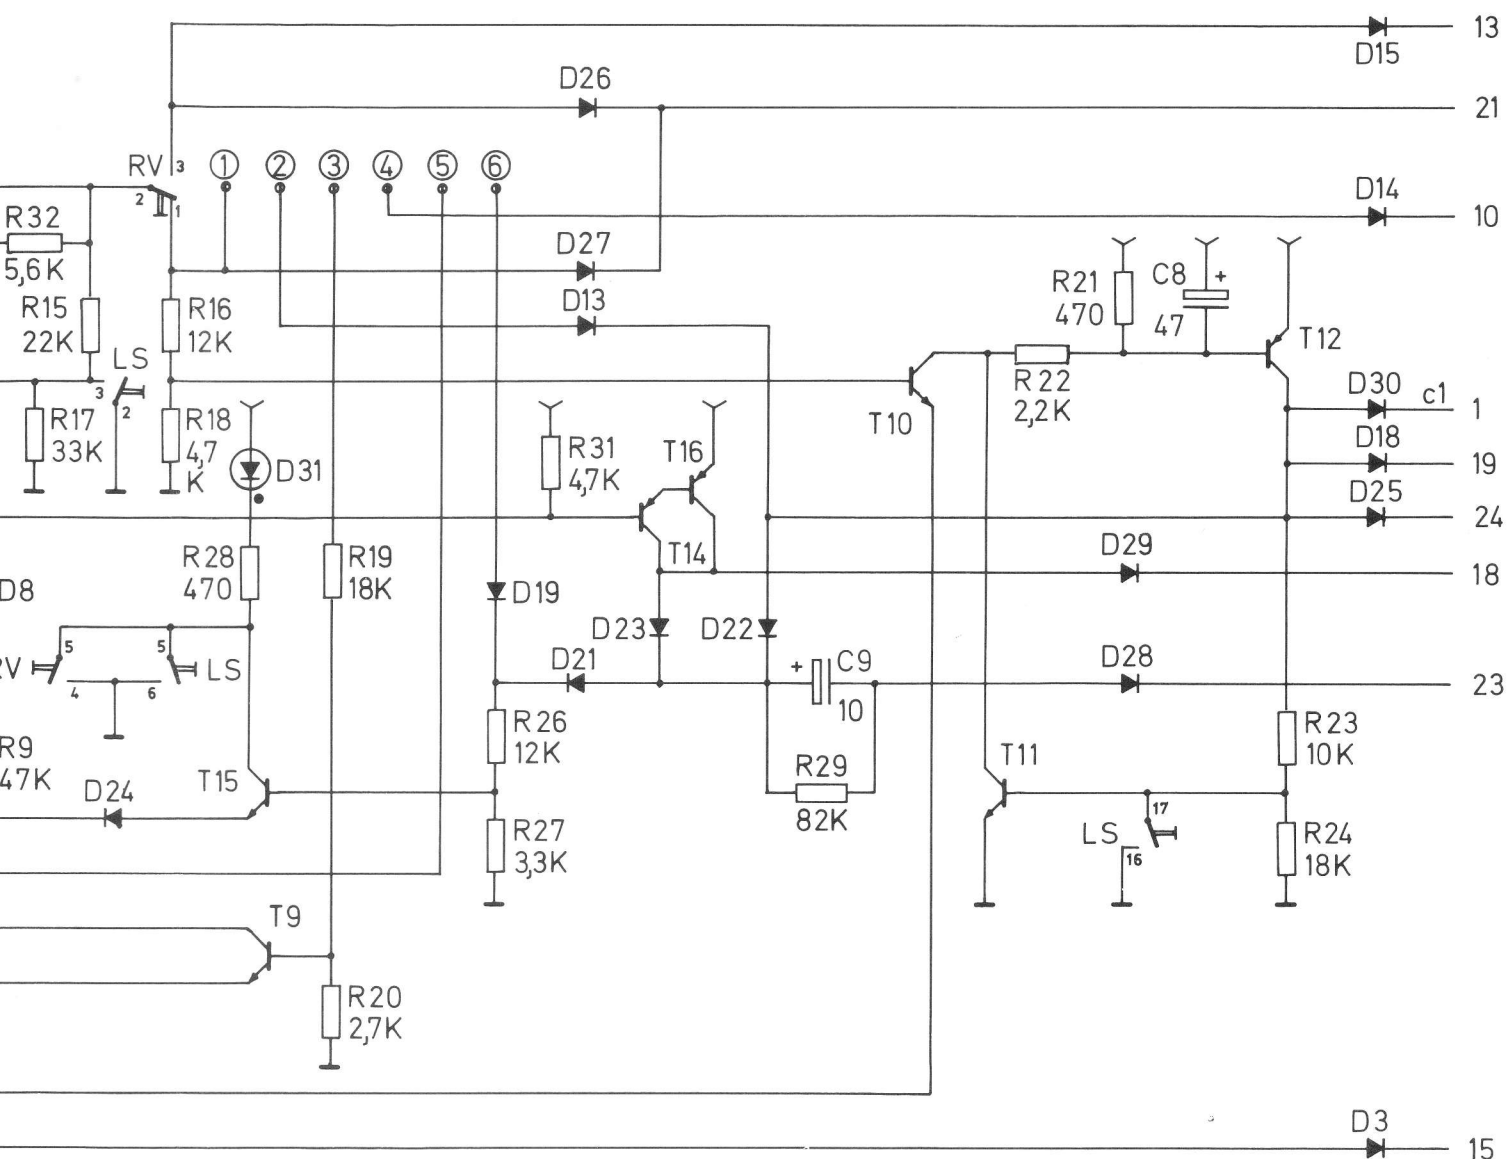 13
D15
D26
21
RV 3 ① ② ③ ④ ⑤ ⑥
D14
2
1
R32
10
D27
5,6K
R21
470
C8 +
47
R15
22K
R16
12K
D13
T12
LS
D30 c1
R22
2,2K
3
2
1
R17
33K
R18
4,7
K
T10
D18
R31
4,7K
T16
D31
19
D25
24
R28
470
R19
18K
T14
D29
18
D8
D19
D23
D22
5
5
LS
D21
+ C9
10
D28
4
6
23
R26
12K
R23
10K
R9
47K
T15
R29
82K
T11
D24
17
LS
16
R27
3,3K
R24
18K
T9
R20
2,7K
D3
15